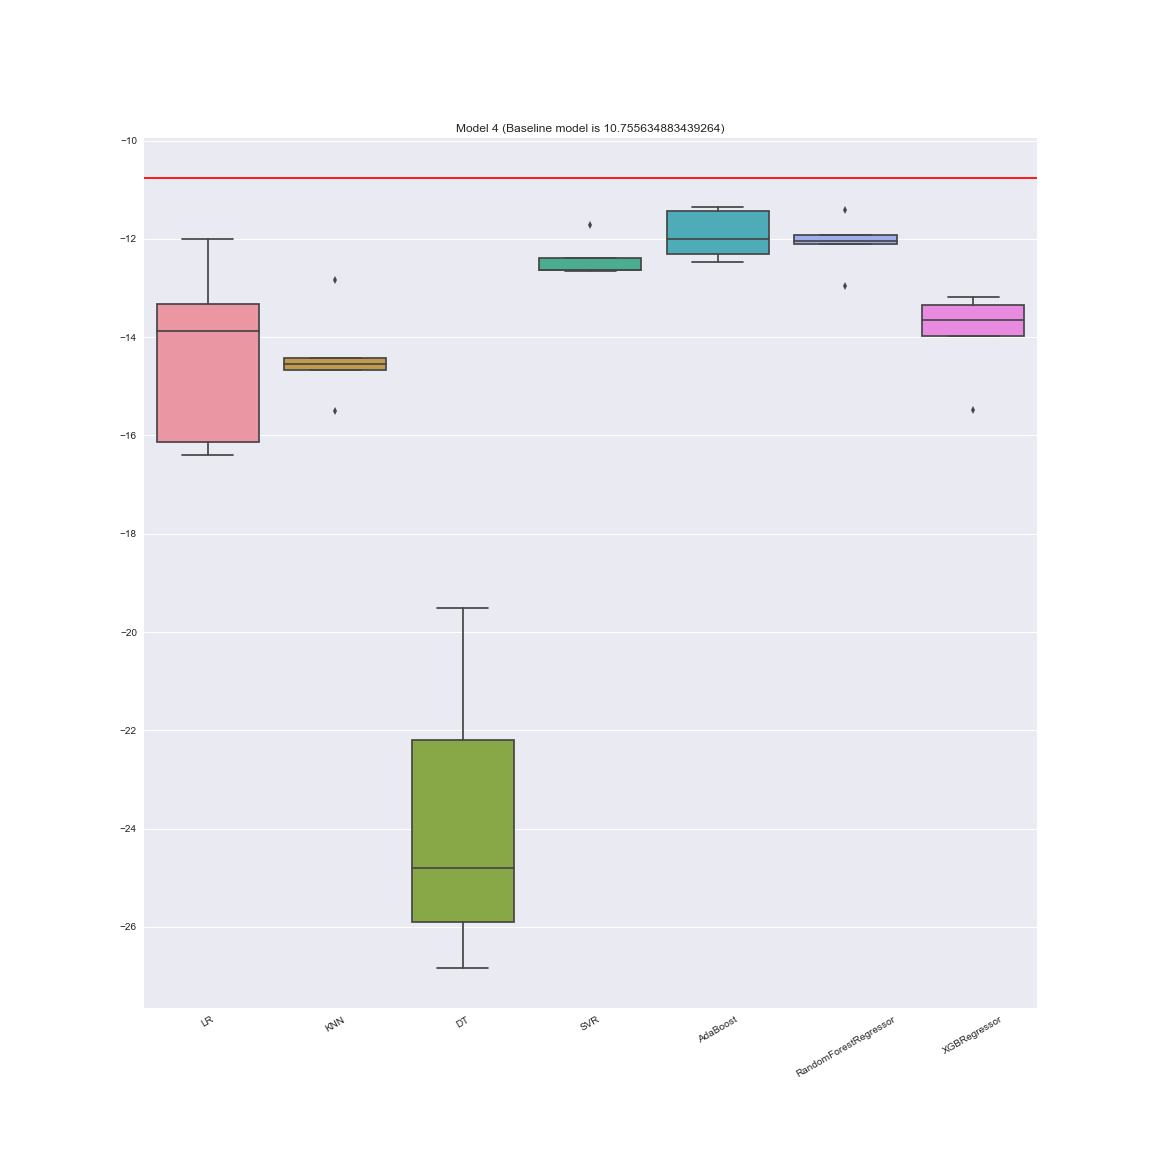 Model 4 (Baseline model is 10.755634883439264)
−10
−12
−14
−16
−18
−20
−22
−24
−26
LR
KNN
DT
SVR
AdaBoost
RandomForestRegressor
XGBRegressor